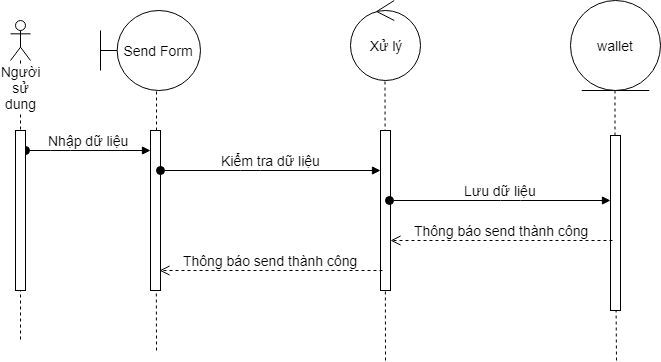 Send Form
Xử lý
wallet
Người
sử
dung
Nhập dữ liệu
Kiểm tra dữ liệu
Lưu dữ liệu
Thông báo send thành công
Thông báo send thành công